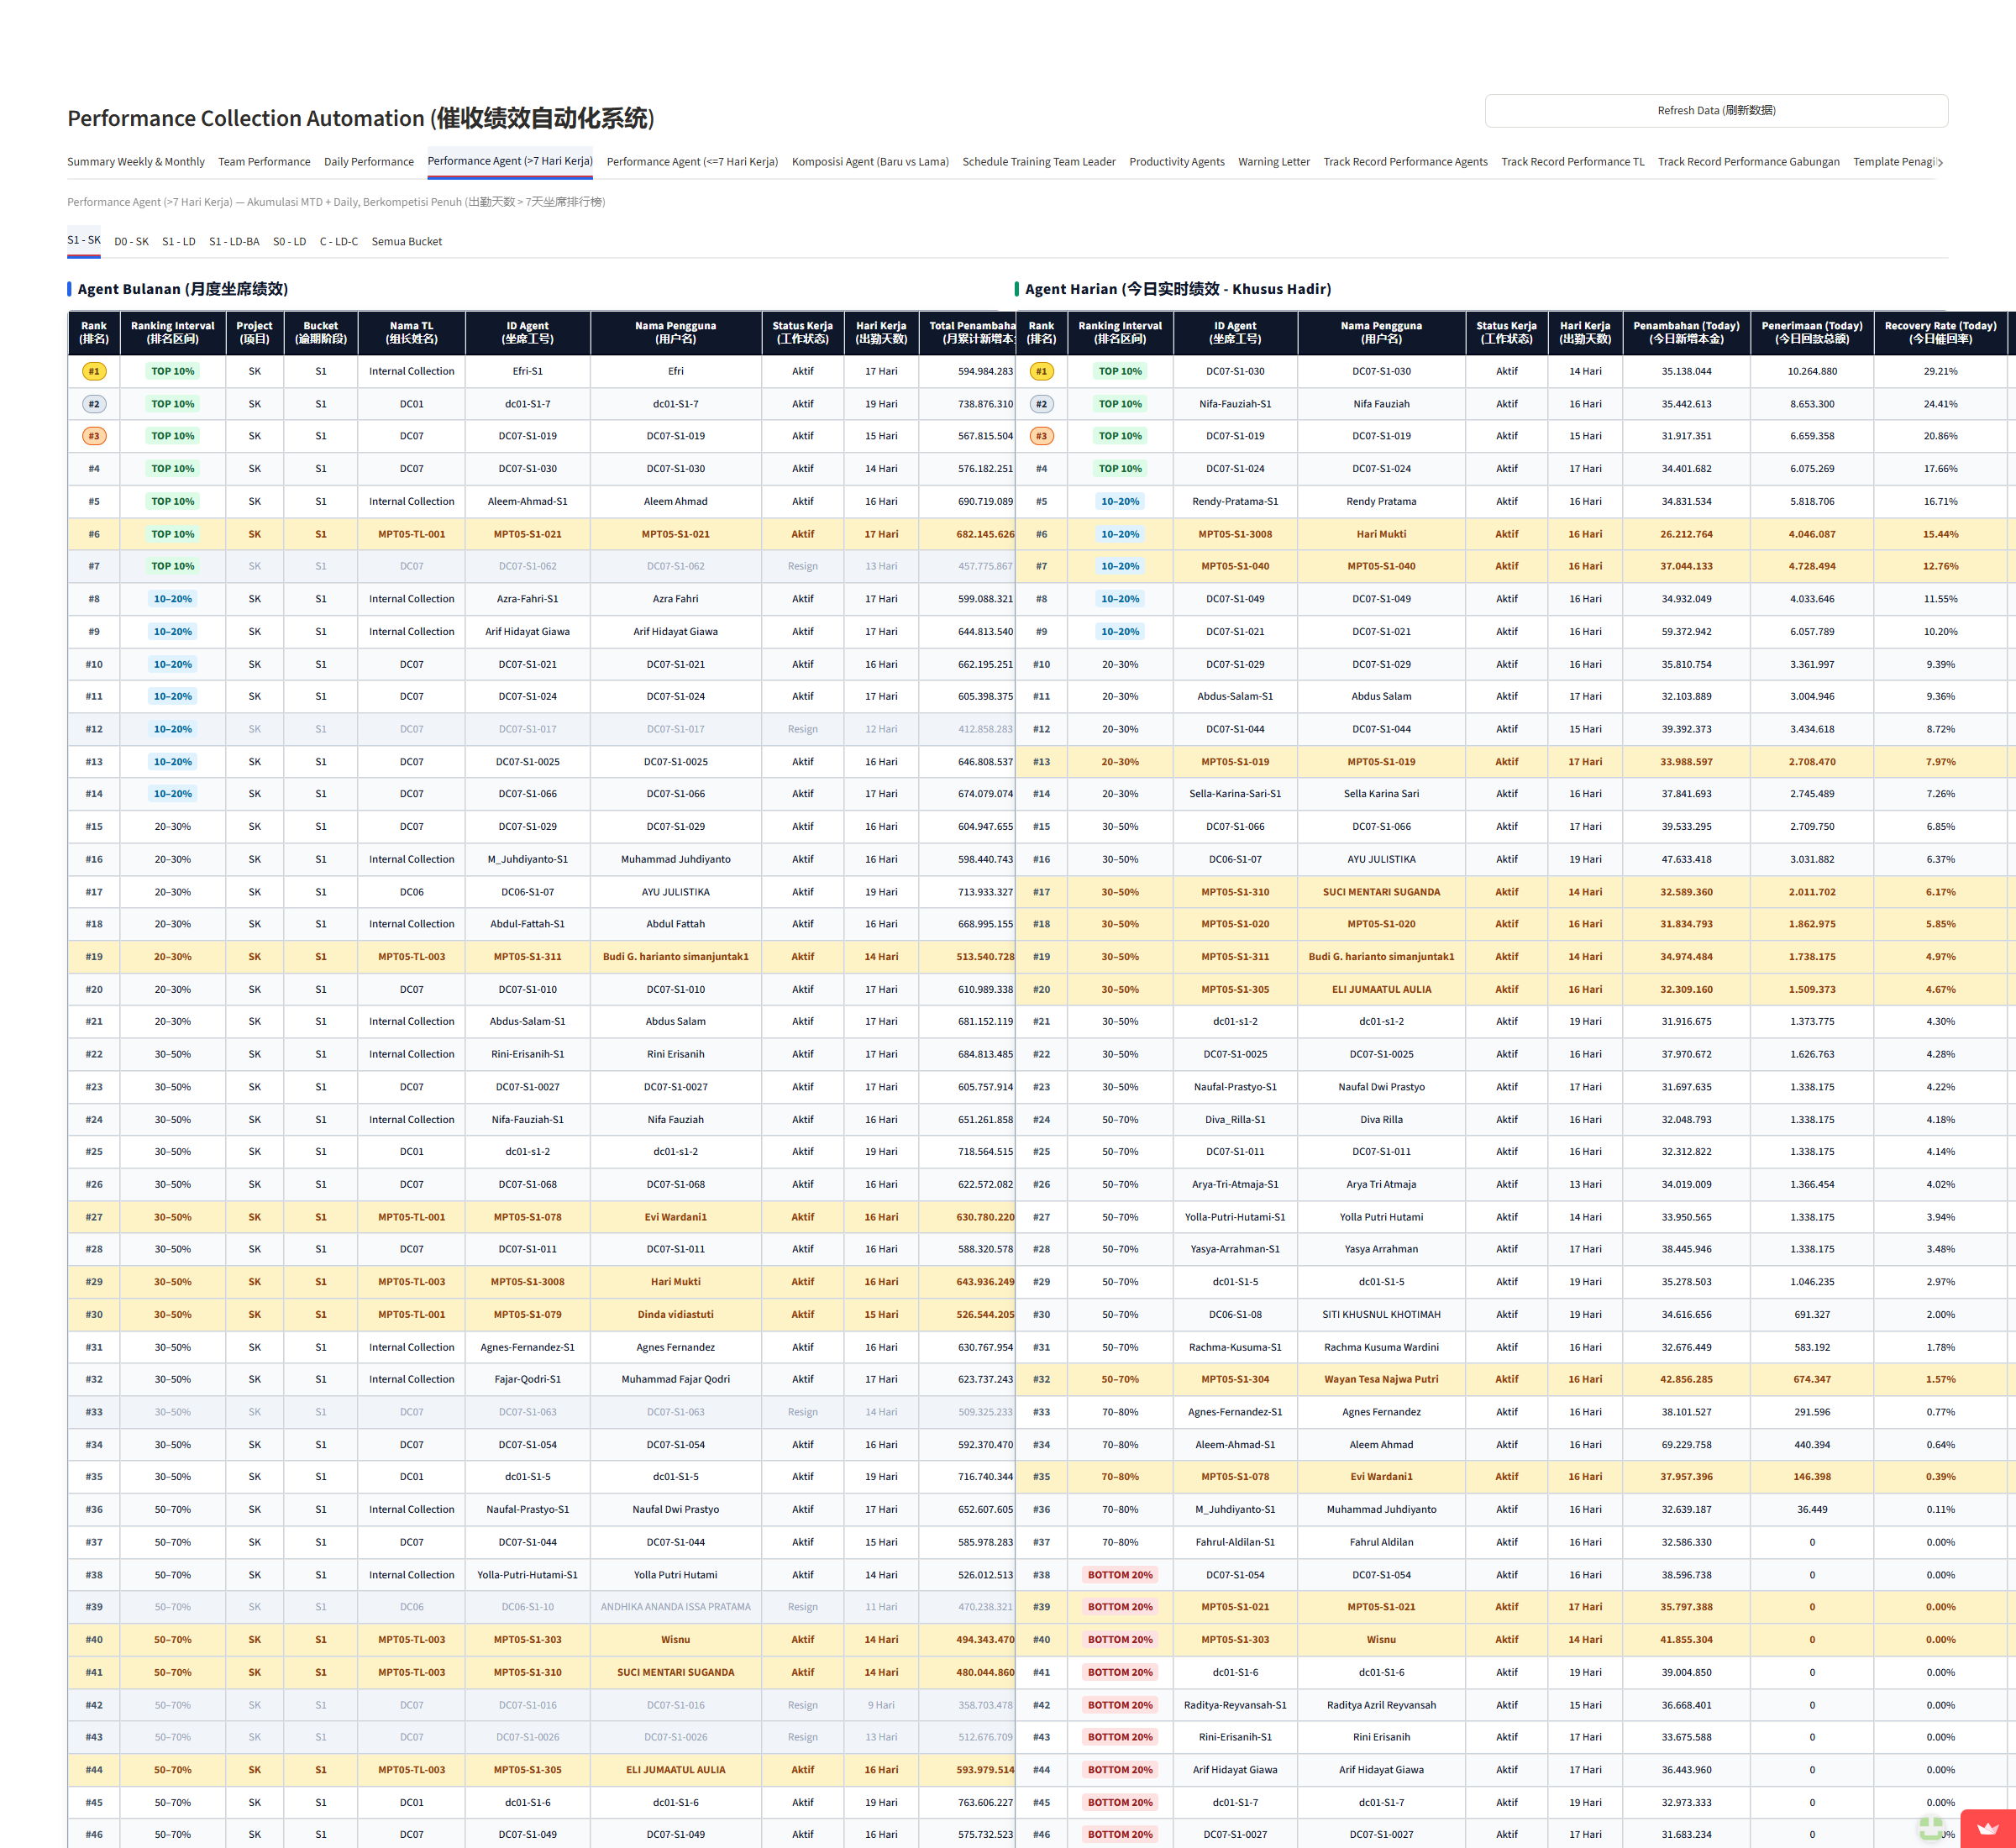 Performance Collection Automation (催收绩效自动化系统)
Refresh Data (刷新数据)
Summary Weekly & Monthly Team Performance Daily Performance Performance Agent (>7 Hari Kerja) Performance Agent (<=7 Hari Kerja) Komposisi Agent (Baru vs Lama) Schedule Training Team Leader Productivity Agents Warning Letter Track Record Performance Agents Track Record Performance TL Track Record Performance Gabungan Template Penagi
Performance Agent (>7 Hari Kerja) — Akumulasi MTD + Daily, Berkompetisi Penuh (出勤天数 > 7天坐席排行榜)
S1 - SK D0 - SK S1 - LD S1 - LD-BA S0 - LD C - LD-C Semua Bucket
Agent Bulanan (月度坐席绩效)
Rank Ranking Interval Project Bucket Nama TL ID Agent Nama Pengguna Status Kerja Hari Kerja Total Penambaha
(排名) (排名区间) (项目) (逾期阶段) (组长姓名) (坐席工号) (用户名) (工作状态) (出勤天数) (月累计新增本
#1 TOP 10% SK S1 Internal Collection Efri-S1 Efri Aktif 17 Hari 594.984.283
#2 TOP 10% SK S1 DC01 dc01-S1-7 dc01-S1-7 Aktif 19 Hari 738.876.310
#3 TOP 10% SK S1 DC07 DC07-S1-019 DC07-S1-019 Aktif 15 Hari 567.815.504
#4 TOP 10% SK S1 DC07 DC07-S1-030 DC07-S1-030 Aktif 14 Hari 576.182.251
#5 TOP 10% SK S1 Internal Collection Aleem-Ahmad-S1 Aleem Ahmad Aktif 16 Hari 690.719.089
#6 TOP 10% SK S1 MPT05-TL-001 MPT05-S1-021 MPT05-S1-021 Aktif 17 Hari 682.145.626
#7 TOP 10% SK S1 DC07 DC07-S1-062 DC07-S1-062 Resign 13 Hari 457.775.867
#8 10–20% SK S1 Internal Collection Azra-Fahri-S1 Azra Fahri Aktif 17 Hari 599.088.321
#9 10–20% SK S1 Internal Collection Arif Hidayat Giawa Arif Hidayat Giawa Aktif 17 Hari 644.813.540
#10 10–20% SK S1 DC07 DC07-S1-021 DC07-S1-021 Aktif 16 Hari 662.195.251
#11 10–20% SK S1 DC07 DC07-S1-024 DC07-S1-024 Aktif 17 Hari 605.398.375
#12 10–20% SK S1 DC07 DC07-S1-017 DC07-S1-017 Resign 12 Hari 412.858.283
#13 10–20% SK S1 DC07 DC07-S1-0025 DC07-S1-0025 Aktif 16 Hari 646.808.537
#14 10–20% SK S1 DC07 DC07-S1-066 DC07-S1-066 Aktif 17 Hari 674.079.074
#15 20–30% SK S1 DC07 DC07-S1-029 DC07-S1-029 Aktif 16 Hari 604.947.655
#16 20–30% SK S1 Internal Collection M_Juhdiyanto-S1 Muhammad Juhdiyanto Aktif 16 Hari 598.440.743
#17 20–30% SK S1 DC06 DC06-S1-07 AYU JULISTIKA Aktif 19 Hari 713.933.327
#18 20–30% SK S1 Internal Collection Abdul-Fattah-S1 Abdul Fattah Aktif 16 Hari 668.995.155
#19 20–30% SK S1 MPT05-TL-003 MPT05-S1-311 Budi G. harianto simanjuntak1 Aktif 14 Hari 513.540.728
#20 20–30% SK S1 DC07 DC07-S1-010 DC07-S1-010 Aktif 17 Hari 610.989.338
#21 20–30% SK S1 Internal Collection Abdus-Salam-S1 Abdus Salam Aktif 17 Hari 681.152.119
#22 30–50% SK S1 Internal Collection Rini-Erisanih-S1 Rini Erisanih Aktif 17 Hari 684.813.485
#23 30–50% SK S1 DC07 DC07-S1-0027 DC07-S1-0027 Aktif 17 Hari 605.757.914
#24 30–50% SK S1 Internal Collection Nifa-Fauziah-S1 Nifa Fauziah Aktif 16 Hari 651.261.858
#25 30–50% SK S1 DC01 dc01-s1-2 dc01-s1-2 Aktif 19 Hari 718.564.515
#26 30–50% SK S1 DC07 DC07-S1-068 DC07-S1-068 Aktif 16 Hari 622.572.082
#27 30–50% SK S1 MPT05-TL-001 MPT05-S1-078 Evi Wardani1 Aktif 16 Hari 630.780.220
#28 30–50% SK S1 DC07 DC07-S1-011 DC07-S1-011 Aktif 16 Hari 588.320.578
#29 30–50% SK S1 MPT05-TL-003 MPT05-S1-3008 Hari Mukti Aktif 16 Hari 643.936.249
#30 30–50% SK S1 MPT05-TL-001 MPT05-S1-079 Dinda vidiastuti Aktif 15 Hari 526.544.205
#31 30–50% SK S1 Internal Collection Agnes-Fernandez-S1 Agnes Fernandez Aktif 16 Hari 630.767.954
#32 30–50% SK S1 Internal Collection Fajar-Qodri-S1 Muhammad Fajar Qodri Aktif 17 Hari 623.737.243
#33 30–50% SK S1 DC07 DC07-S1-063 DC07-S1-063 Resign 14 Hari 509.325.233
#34 30–50% SK S1 DC07 DC07-S1-054 DC07-S1-054 Aktif 16 Hari 592.370.470
#35 30–50% SK S1 DC01 dc01-S1-5 dc01-S1-5 Aktif 19 Hari 716.740.344
#36 50–70% SK S1 Internal Collection Naufal-Prastyo-S1 Naufal Dwi Prastyo Aktif 17 Hari 652.607.605
#37 50–70% SK S1 DC07 DC07-S1-044 DC07-S1-044 Aktif 15 Hari 585.978.283
#38 50–70% SK S1 Internal Collection Yolla-Putri-Hutami-S1 Yolla Putri Hutami Aktif 14 Hari 526.012.513
#39 50–70% SK S1 DC06 DC06-S1-10 ANDHIKA ANANDA ISSA PRATAMA Resign 11 Hari 470.238.321
#40 50–70% SK S1 MPT05-TL-003 MPT05-S1-303 Wisnu Aktif 14 Hari 494.343.470
#41 50–70% SK S1 MPT05-TL-003 MPT05-S1-310 SUCI MENTARI SUGANDA Aktif 14 Hari 480.044.860
#42 50–70% SK S1 DC07 DC07-S1-016 DC07-S1-016 Resign 9 Hari 358.703.478
#43 50–70% SK S1 DC07 DC07-S1-0026 DC07-S1-0026 Resign 13 Hari 512.676.709
#44 50–70% SK S1 MPT05-TL-003 MPT05-S1-305 ELI JUMAATUL AULIA Aktif 16 Hari 593.979.514
#45 50–70% SK S1 DC01 dc01-S1-6 dc01-S1-6 Aktif 19 Hari 763.606.227
#46 50–70% SK S1 DC07 DC07-S1-049 DC07-S1-049 Aktif 16 Hari 575.732.523
Agent Harian (今日实时绩效 - Khusus Hadir)
Rank Ranking Interval ID Agent Nama Pengguna Status Kerja Hari Kerja Penambahan (Today) Penerimaan (Today) Recovery Rate (Today)
(排名) (排名区间) (坐席工号) (用户名) (工作状态) (出勤天数) (今日新增本金) (今日回款总额) (今日催回率)
#1 TOP 10% DC07-S1-030 DC07-S1-030 Aktif 14 Hari 35.138.044 10.264.880 29.21%
#2 TOP 10% Nifa-Fauziah-S1 Nifa Fauziah Aktif 16 Hari 35.442.613 8.653.300 24.41%
#3 TOP 10% DC07-S1-019 DC07-S1-019 Aktif 15 Hari 31.917.351 6.659.358 20.86%
#4 TOP 10% DC07-S1-024 DC07-S1-024 Aktif 17 Hari 34.401.682 6.075.269 17.66%
#5 10–20% Rendy-Pratama-S1 Rendy Pratama Aktif 16 Hari 34.831.534 5.818.706 16.71%
#6 10–20% MPT05-S1-3008 Hari Mukti Aktif 16 Hari 26.212.764 4.046.087 15.44%
#7 10–20% MPT05-S1-040 MPT05-S1-040 Aktif 16 Hari 37.044.133 4.728.494 12.76%
#8 10–20% DC07-S1-049 DC07-S1-049 Aktif 16 Hari 34.932.049 4.033.646 11.55%
#9 10–20% DC07-S1-021 DC07-S1-021 Aktif 16 Hari 59.372.942 6.057.789 10.20%
#10 20–30% DC07-S1-029 DC07-S1-029 Aktif 16 Hari 35.810.754 3.361.997 9.39%
#11 20–30% Abdus-Salam-S1 Abdus Salam Aktif 17 Hari 32.103.889 3.004.946 9.36%
#12 20–30% DC07-S1-044 DC07-S1-044 Aktif 15 Hari 39.392.373 3.434.618 8.72%
#13 20–30% MPT05-S1-019 MPT05-S1-019 Aktif 17 Hari 33.988.597 2.708.470 7.97%
#14 20–30% Sella-Karina-Sari-S1 Sella Karina Sari Aktif 16 Hari 37.841.693 2.745.489 7.26%
#15 30–50% DC07-S1-066 DC07-S1-066 Aktif 17 Hari 39.533.295 2.709.750 6.85%
#16 30–50% DC06-S1-07 AYU JULISTIKA Aktif 19 Hari 47.633.418 3.031.882 6.37%
#17 30–50% MPT05-S1-310 SUCI MENTARI SUGANDA Aktif 14 Hari 32.589.360 2.011.702 6.17%
#18 30–50% MPT05-S1-020 MPT05-S1-020 Aktif 16 Hari 31.834.793 1.862.975 5.85%
#19 30–50% MPT05-S1-311 Budi G. harianto simanjuntak1 Aktif 14 Hari 34.974.484 1.738.175 4.97%
#20 30–50% MPT05-S1-305 ELI JUMAATUL AULIA Aktif 16 Hari 32.309.160 1.509.373 4.67%
#21 30–50% dc01-s1-2 dc01-s1-2 Aktif 19 Hari 31.916.675 1.373.775 4.30%
#22 30–50% DC07-S1-0025 DC07-S1-0025 Aktif 16 Hari 37.970.672 1.626.763 4.28%
#23 30–50% Naufal-Prastyo-S1 Naufal Dwi Prastyo Aktif 17 Hari 31.697.635 1.338.175 4.22%
#24 50–70% Diva_Rilla-S1 Diva Rilla Aktif 16 Hari 32.048.793 1.338.175 4.18%
#25 50–70% DC07-S1-011 DC07-S1-011 Aktif 16 Hari 32.312.822 1.338.175 4.14%
#26 50–70% Arya-Tri-Atmaja-S1 Arya Tri Atmaja Aktif 13 Hari 34.019.009 1.366.454 4.02%
#27 50–70% Yolla-Putri-Hutami-S1 Yolla Putri Hutami Aktif 14 Hari 33.950.565 1.338.175 3.94%
#28 50–70% Yasya-Arrahman-S1 Yasya Arrahman Aktif 17 Hari 38.445.946 1.338.175 3.48%
#29 50–70% dc01-S1-5 dc01-S1-5 Aktif 19 Hari 35.278.503 1.046.235 2.97%
#30 50–70% DC06-S1-08 SITI KHUSNUL KHOTIMAH Aktif 19 Hari 34.616.656 691.327 2.00%
#31 50–70% Rachma-Kusuma-S1 Rachma Kusuma Wardini Aktif 16 Hari 32.676.449 583.192 1.78%
#32 50–70% MPT05-S1-304 Wayan Tesa Najwa Putri Aktif 16 Hari 42.856.285 674.347 1.57%
#33 70–80% Agnes-Fernandez-S1 Agnes Fernandez Aktif 16 Hari 38.101.527 291.596 0.77%
#34 70–80% Aleem-Ahmad-S1 Aleem Ahmad Aktif 16 Hari 69.229.758 440.394 0.64%
#35 70–80% MPT05-S1-078 Evi Wardani1 Aktif 16 Hari 37.957.396 146.398 0.39%
#36 70–80% M_Juhdiyanto-S1 Muhammad Juhdiyanto Aktif 16 Hari 32.639.187 36.449 0.11%
#37 70–80% Fahrul-Aldilan-S1 Fahrul Aldilan Aktif 16 Hari 32.586.330 0 0.00%
#38 BOTTOM 20% DC07-S1-054 DC07-S1-054 Aktif 16 Hari 38.596.738 0 0.00%
#39 BOTTOM 20% MPT05-S1-021 MPT05-S1-021 Aktif 17 Hari 35.797.388 0 0.00%
#40 BOTTOM 20% MPT05-S1-303 Wisnu Aktif 14 Hari 41.855.304 0 0.00%
#41 BOTTOM 20% dc01-S1-6 dc01-S1-6 Aktif 19 Hari 39.004.850 0 0.00%
#42 BOTTOM 20% Raditya-Reyvansah-S1 Raditya Azril Reyvansah Aktif 15 Hari 36.668.401 0 0.00%
#43 BOTTOM 20% Rini-Erisanih-S1 Rini Erisanih Aktif 17 Hari 33.675.588 0 0.00%
#44 BOTTOM 20% Arif Hidayat Giawa Arif Hidayat Giawa Aktif 17 Hari 36.443.960 0 0.00%
#45 BOTTOM 20% dc01-S1-7 dc01-S1-7 Aktif 19 Hari 32.973.333 0 0.00%
#46 BOTTOM 20% DC07-S1-0027 DC07-S1-0027 Aktif 17 Hari 31.683.234 0